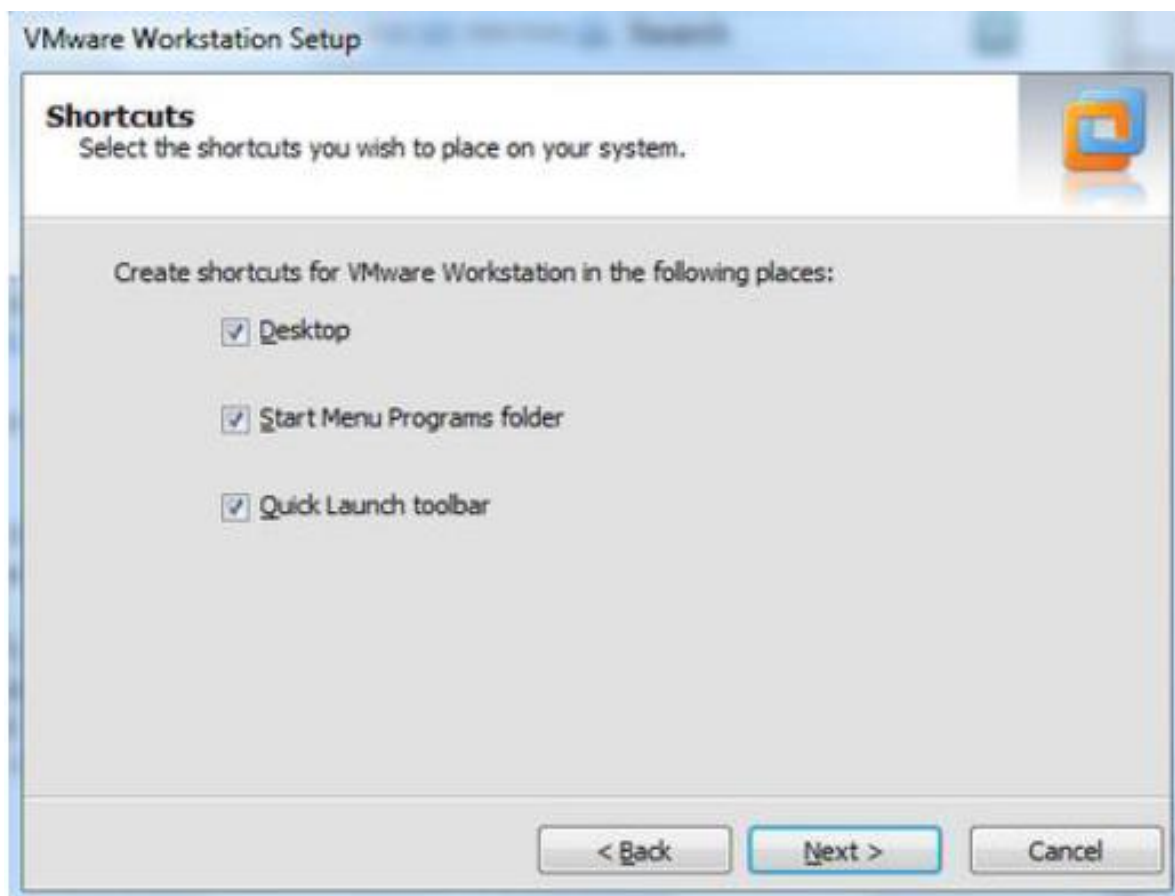 VMware Workstation Setup
Search
Shortcuts
Select the shortcuts you wish to place on your system.
Create shortcuts for VMware Workstation in the following places:
Desktop
Start Menu Programs folder
Quick Launch toolbar
< Back Next > Cancel